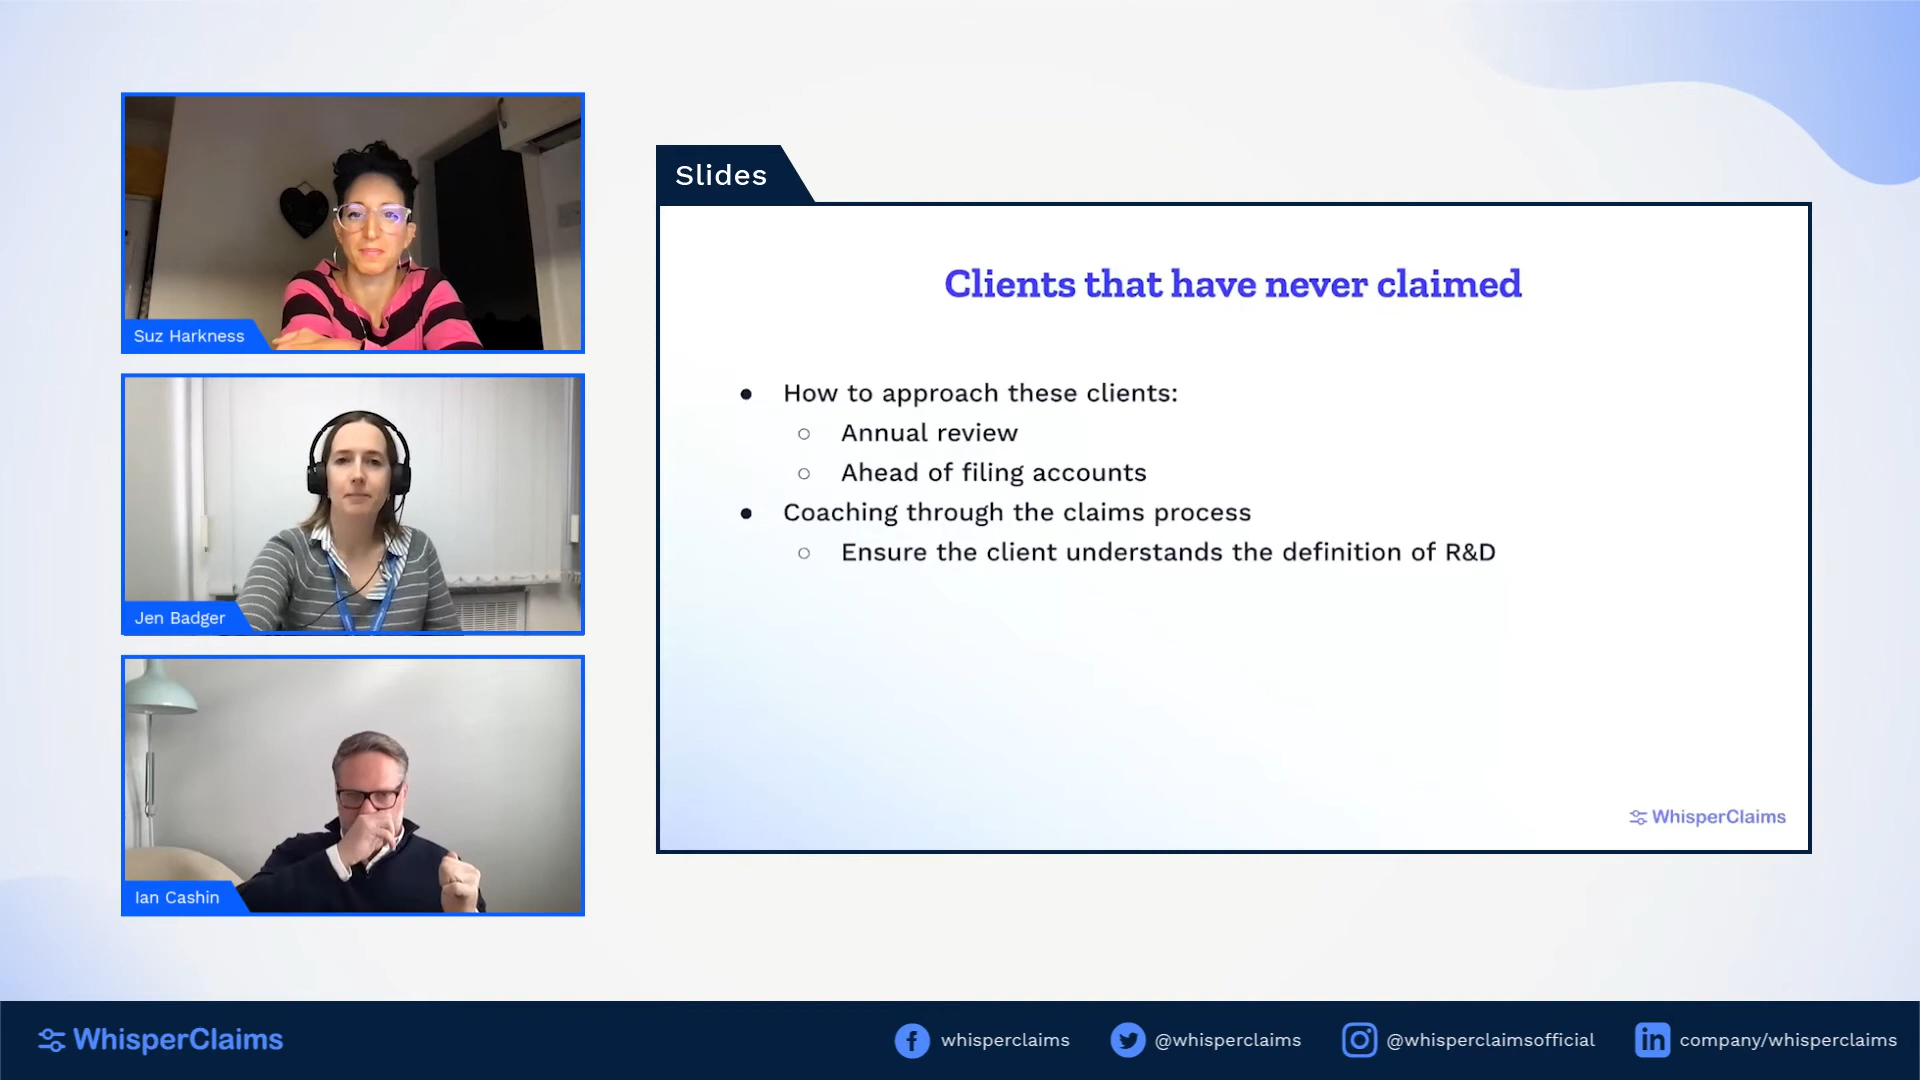 Suz Harkness
Jen Badger
Ian Cashin
Slides
Clients that have never claimed
● How to approach these clients:
○ Annual review
○ Ahead of filing accounts
● Coaching through the claims process
○ Ensure the client understands the definition of R&D
WhisperClaims
WhisperClaims
whisperclaims
@whisperclaims
@whisperclaimsofficial
company/whisperclaims